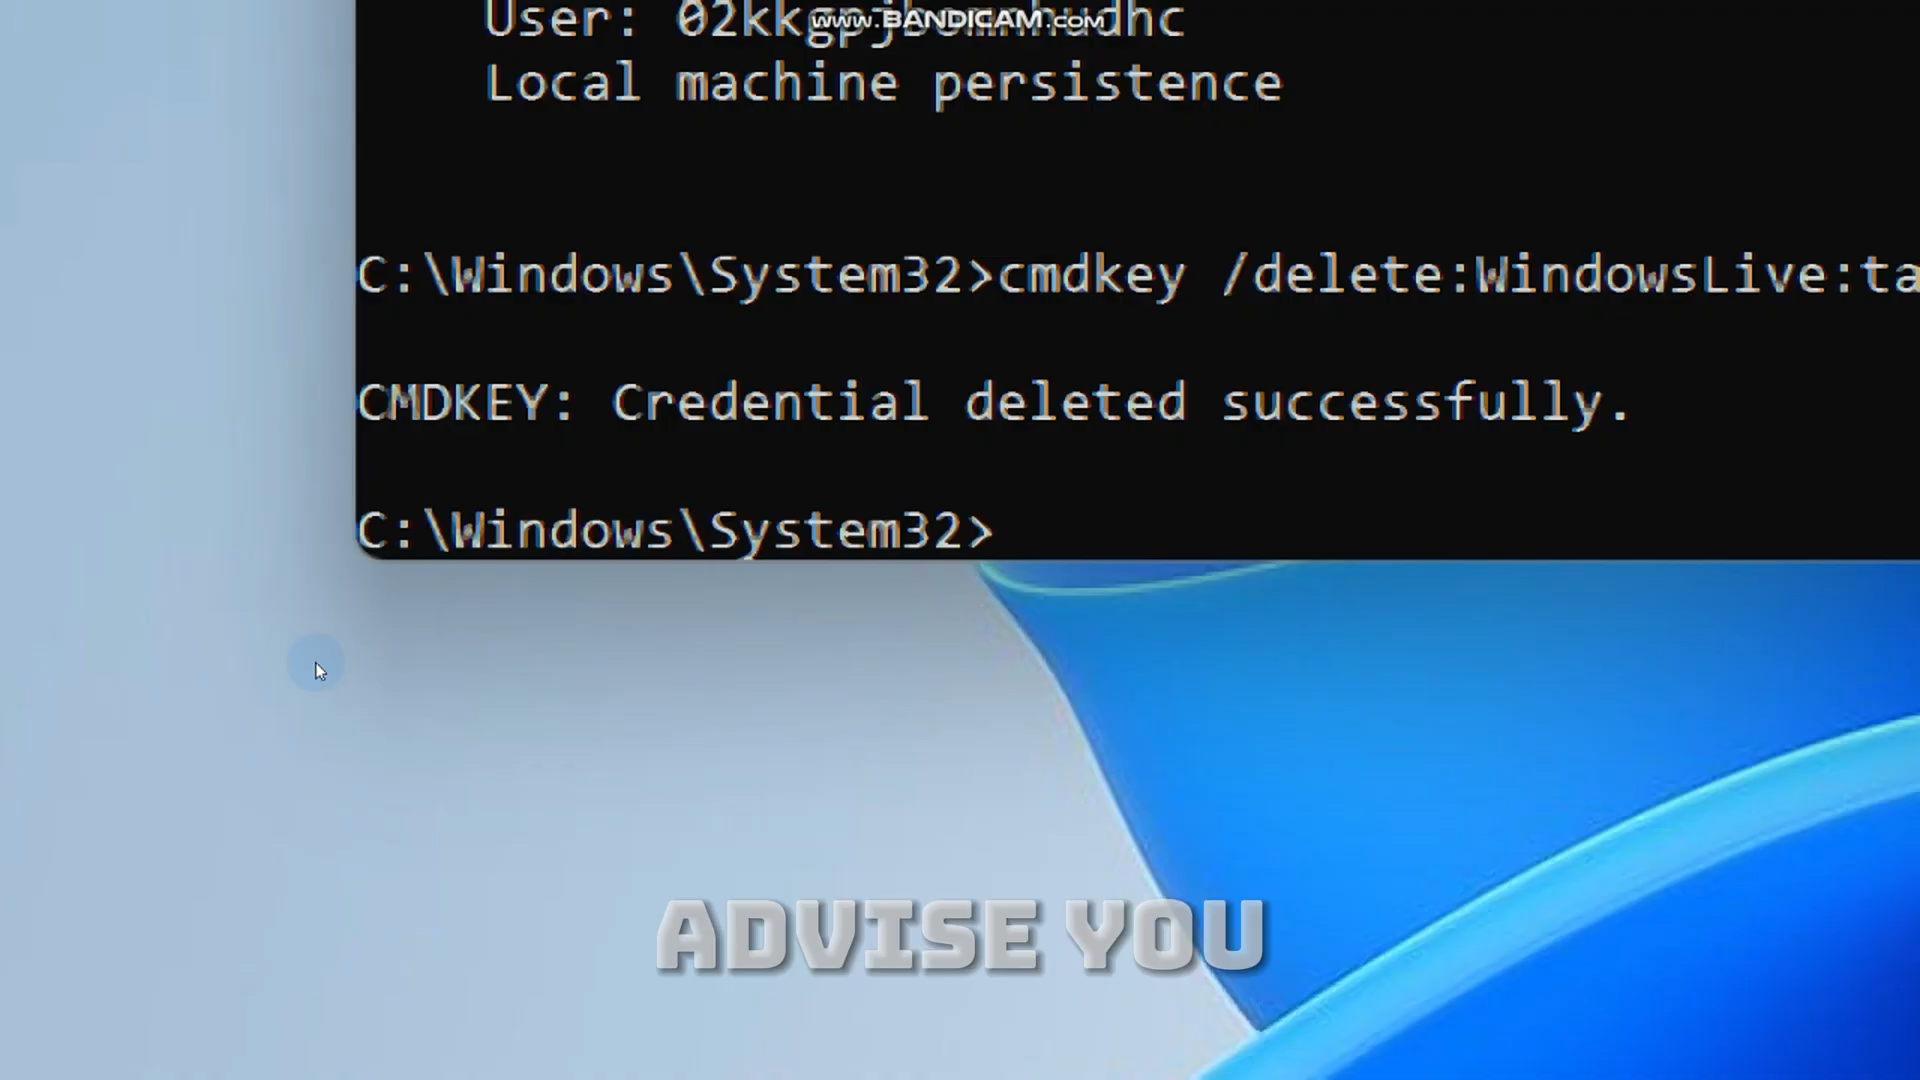 www.BANDICAM.com
User:
Local machine persistence
C:\Windows\System32>cmdkey /delete:WindowsLive:ta
CMDKEY: Credential deleted successfully.
C:\Windows\System32>
ADVISE YOU